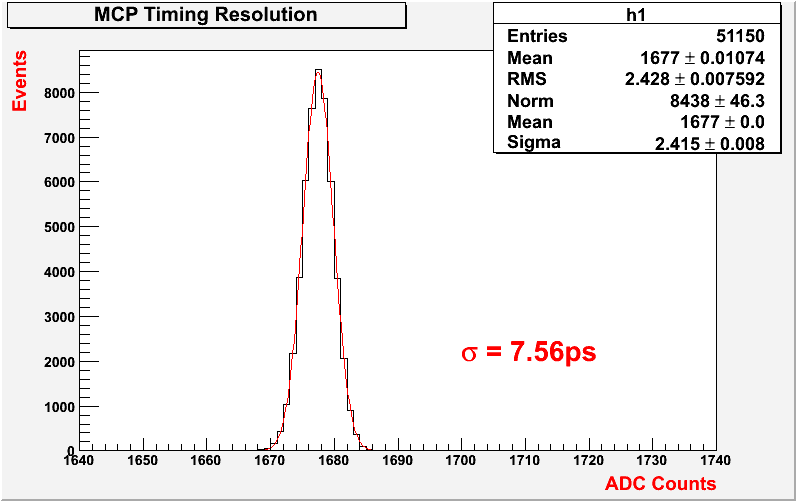 MCP Timing Resolution
h1
Entries 51150
Mean 1677 ± 0.01074
RMS 2.428 ± 0.007592
Norm 8438 ± 46.3
Mean 1677 ± 0.0
Sigma 2.415 ± 0.008
Events
8000
7000
6000
5000
4000
3000
2000
1000
0
σ = 7.56ps
1640 1650 1660 1670 1680 1690 1700 1710 1720 1730 1740
ADC Counts